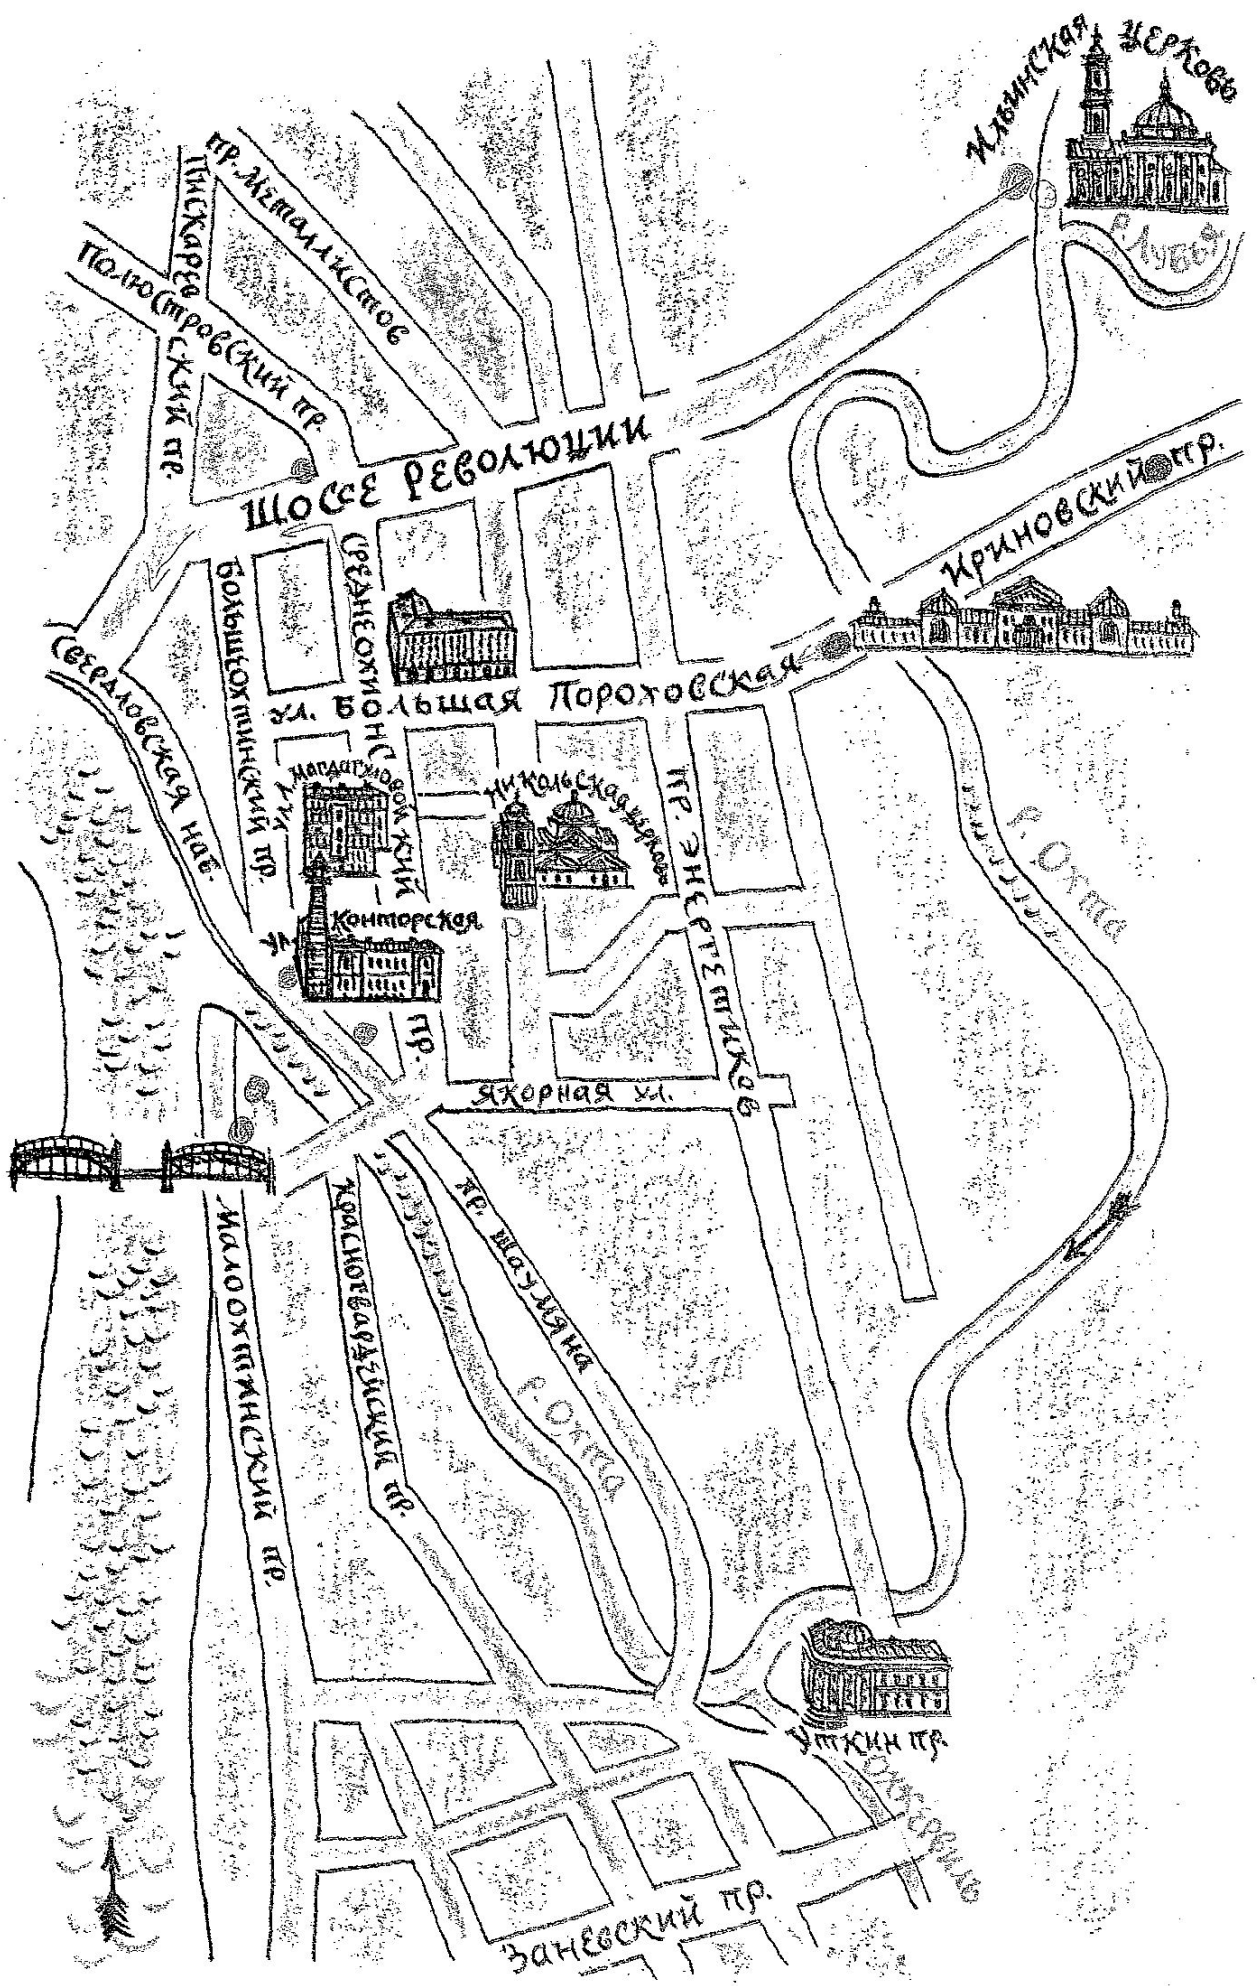 Ильинская церковь
р. Лубья
пр. Металлистов
Пискаревский пр.
Полюстровский пр.
Шоссе Революции
Ириновский пр.
Большеохтинский пр.
Среднеохтинский пр.
ул. Большая Пороховская
Свердловская наб.
Магдагловой
ул.
Никольская церковь
пр. Энергетиков
р. Охта
Конторская
ул.
Якорная ул.
Малоохтинский пр.
Красногвардейский пр.
пр. Шаумяна
р. Охта
Уткин пр.
Оккервиль
Заневский пр.